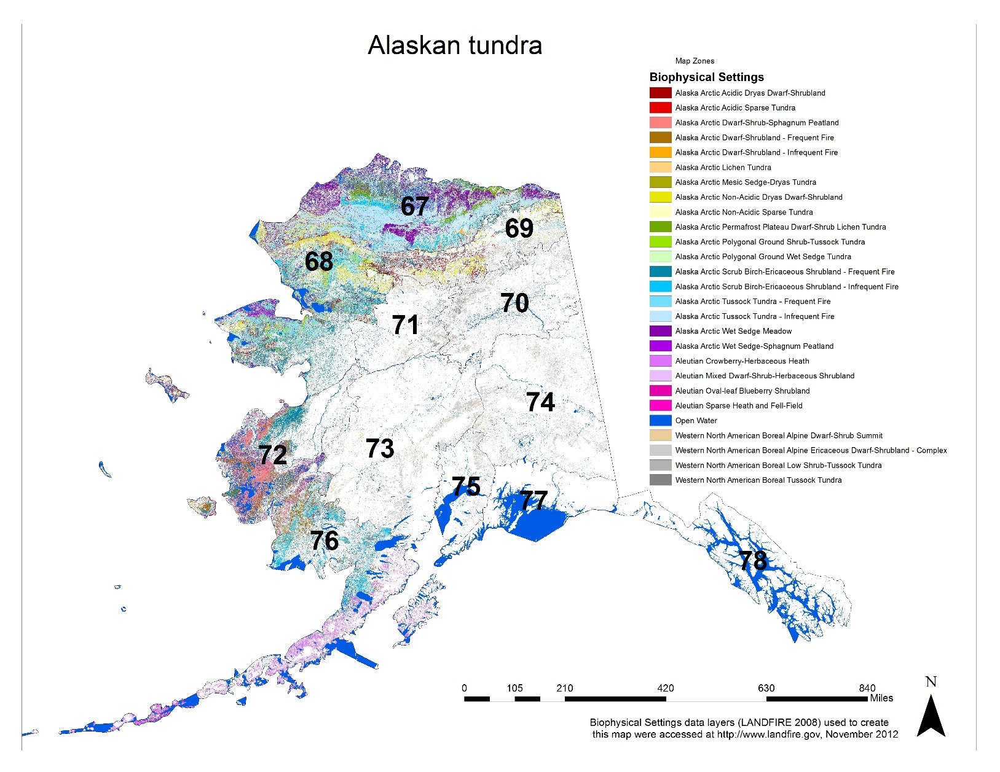 Alaskan tundra
Map Zones
Biophysical Settings
Alaska Arctic Acidic Dryas Dwarf-Shrubland
Alaska Arctic Acidic Sparse Tundra
Alaska Arctic Dwarf-Shrub-Sphagnum Peatland
Alaska Arctic Dwarf-Shrubland - Frequent Fire
Alaska Arctic Dwarf-Shrubland - Infrequent Fire
Alaska Arctic Lichen Tundra
Alaska Arctic Mesic Sedge-Dryas Tundra
Alaska Arctic Non-Acidic Dryas Dwarf-Shrubland
Alaska Arctic Non-Acidic Sparse Tundra
Alaska Arctic Permafrost Plateau Dwarf-Shrub Lichen Tundra
Alaska Arctic Polygonal Ground Shrub-Tussock Tundra
Alaska Arctic Polygonal Ground Wet Sedge Tundra
Alaska Arctic Scrub Birch-Ericaceous Shrubland - Frequent Fire
Alaska Arctic Scrub Birch-Ericaceous Shrubland - Infrequent Fire
Alaska Arctic Tussock Tundra - Frequent Fire
Alaska Arctic Tussock Tundra - Infrequent Fire
Alaska Arctic Wet Sedge Meadow
Alaska Arctic Wet Sedge-Sphagnum Peatland
Aleutian Crowberry-Herbaceous Heath
Aleutian Mixed Dwarf-Shrub-Herbaceous Shrubland
Aleutian Oval-leaf Blueberry Shrubland
Aleutian Sparse Heath and Fell-Field
Open Water
Western North American Boreal Alpine Dwarf-Shrub Summit
Western North American Boreal Alpine Ericaceous Dwarf-Shrubland - Complex
Western North American Boreal Low Shrub-Tussock Tundra
Western North American Boreal Tussock Tundra
67
69
68
70
71
74
73
72
75
77
76
78
0 105 210 420 630 840
Miles
N
Biophysical Settings data layers (LANDFIRE 2008) used to create
this map were accessed at http://www.landfire.gov, November 2012